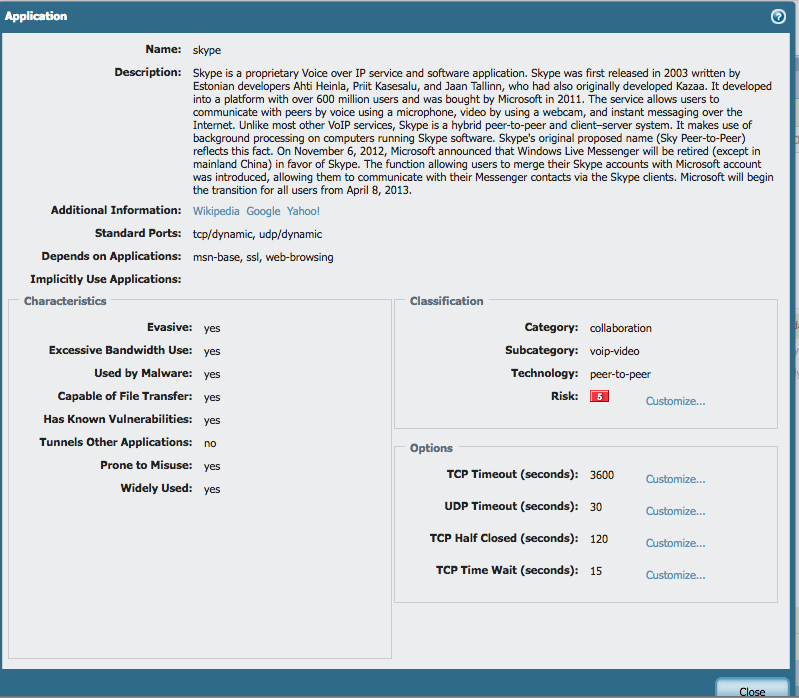 Application
Name: skype
Description: Skype is a proprietary Voice over IP service and software application. Skype was first released in 2003 written by
Estonian developers Ahti Heinla, Priit Kasesalu, and Jaan Tallinn, who had also originally developed Kazaa. It developed
into a platform with over 600 million users and was bought by Microsoft in 2011. The service allows users to
communicate with peers by voice using a microphone, video by using a webcam, and instant messaging over the
Internet. Unlike most other VoIP services, Skype is a hybrid peer-to-peer and client–server system. It makes use of
background processing on computers running Skype software. Skype's original proposed name (Sky Peer-to-Peer)
reflects this fact. On November 6, 2012, Microsoft announced that Windows Live Messenger will be retired (except in
mainland China) in favor of Skype. The function allowing users to merge their Skype accounts with Microsoft account
was introduced, allowing them to communicate with their Messenger contacts via the Skype clients. Microsoft will begin
the transition for all users from April 8, 2013.
Additional Information: Wikipedia Google Yahoo!
Standard Ports: tcp/dynamic, udp/dynamic
Depends on Applications: msn-base, ssl, web-browsing
Implicitly Use Applications:
Characteristics
Evasive: yes
Excessive Bandwidth Use: yes
Used by Malware: yes
Capable of File Transfer: yes
Has Known Vulnerabilities: yes
Tunnels Other Applications: no
Prone to Misuse: yes
Widely Used: yes
Classification
Category: collaboration
Subcategory: voip-video
Technology: peer-to-peer
Risk: 5 Customize...
Options
TCP Timeout (seconds): 3600 Customize...
UDP Timeout (seconds): 30 Customize...
TCP Half Closed (seconds): 120 Customize...
TCP Time Wait (seconds): 15 Customize...
Close